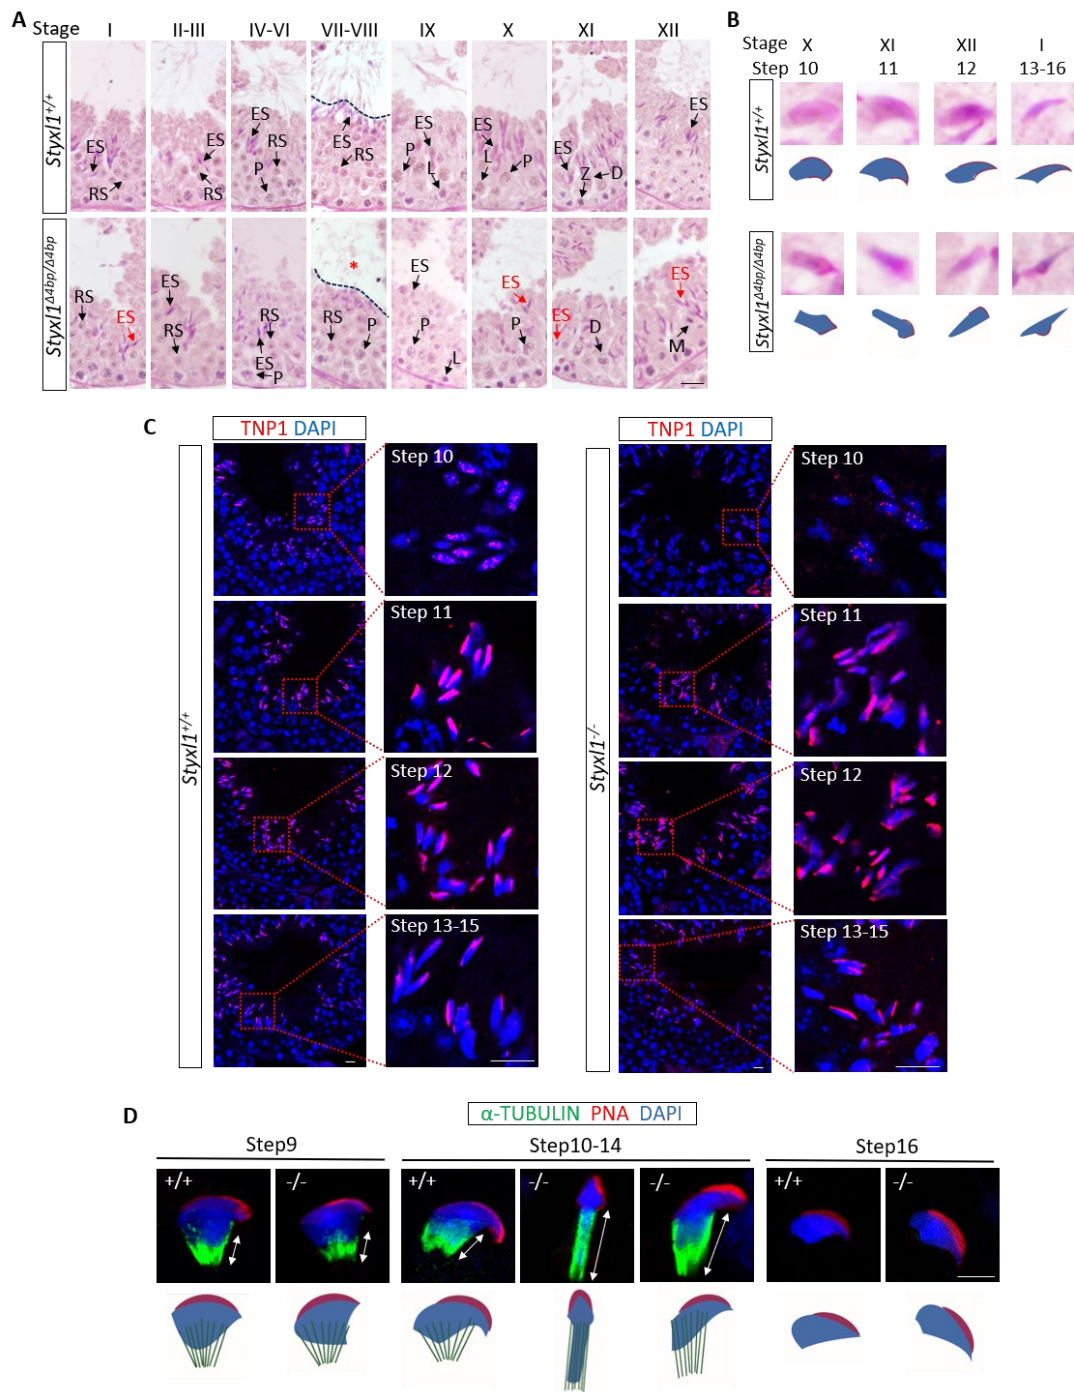 A
Stage I II-III IV-VI VII-VIII IX X XI XII
Styxl1+/+
ES RS
ES RS
ES RS P
ES RS
ES P L
ES L P
ES Z D
ES
Styxl1Δ4bp/Δ4bp
RS ES
ES RS
RS ES P
* RS P
ES P L
ES P
ES D
ES M
B
Stage X XI XII I
Step 10 11 12 13-16
Styxl1+/+
Styxl1Δ4bp/Δ4bp
C
TNP1 DAPI
Styxl1+/+
Step 10
Step 11
Step 12
Step 13-15
TNP1 DAPI
Styxl1-/-
Step 10
Step 11
Step 12
Step 13-15
D
α-TUBULIN PNA DAPI
Step9 Step10-14 Step16
+/+ -/- +/+ -/- -/- +/+ -/-